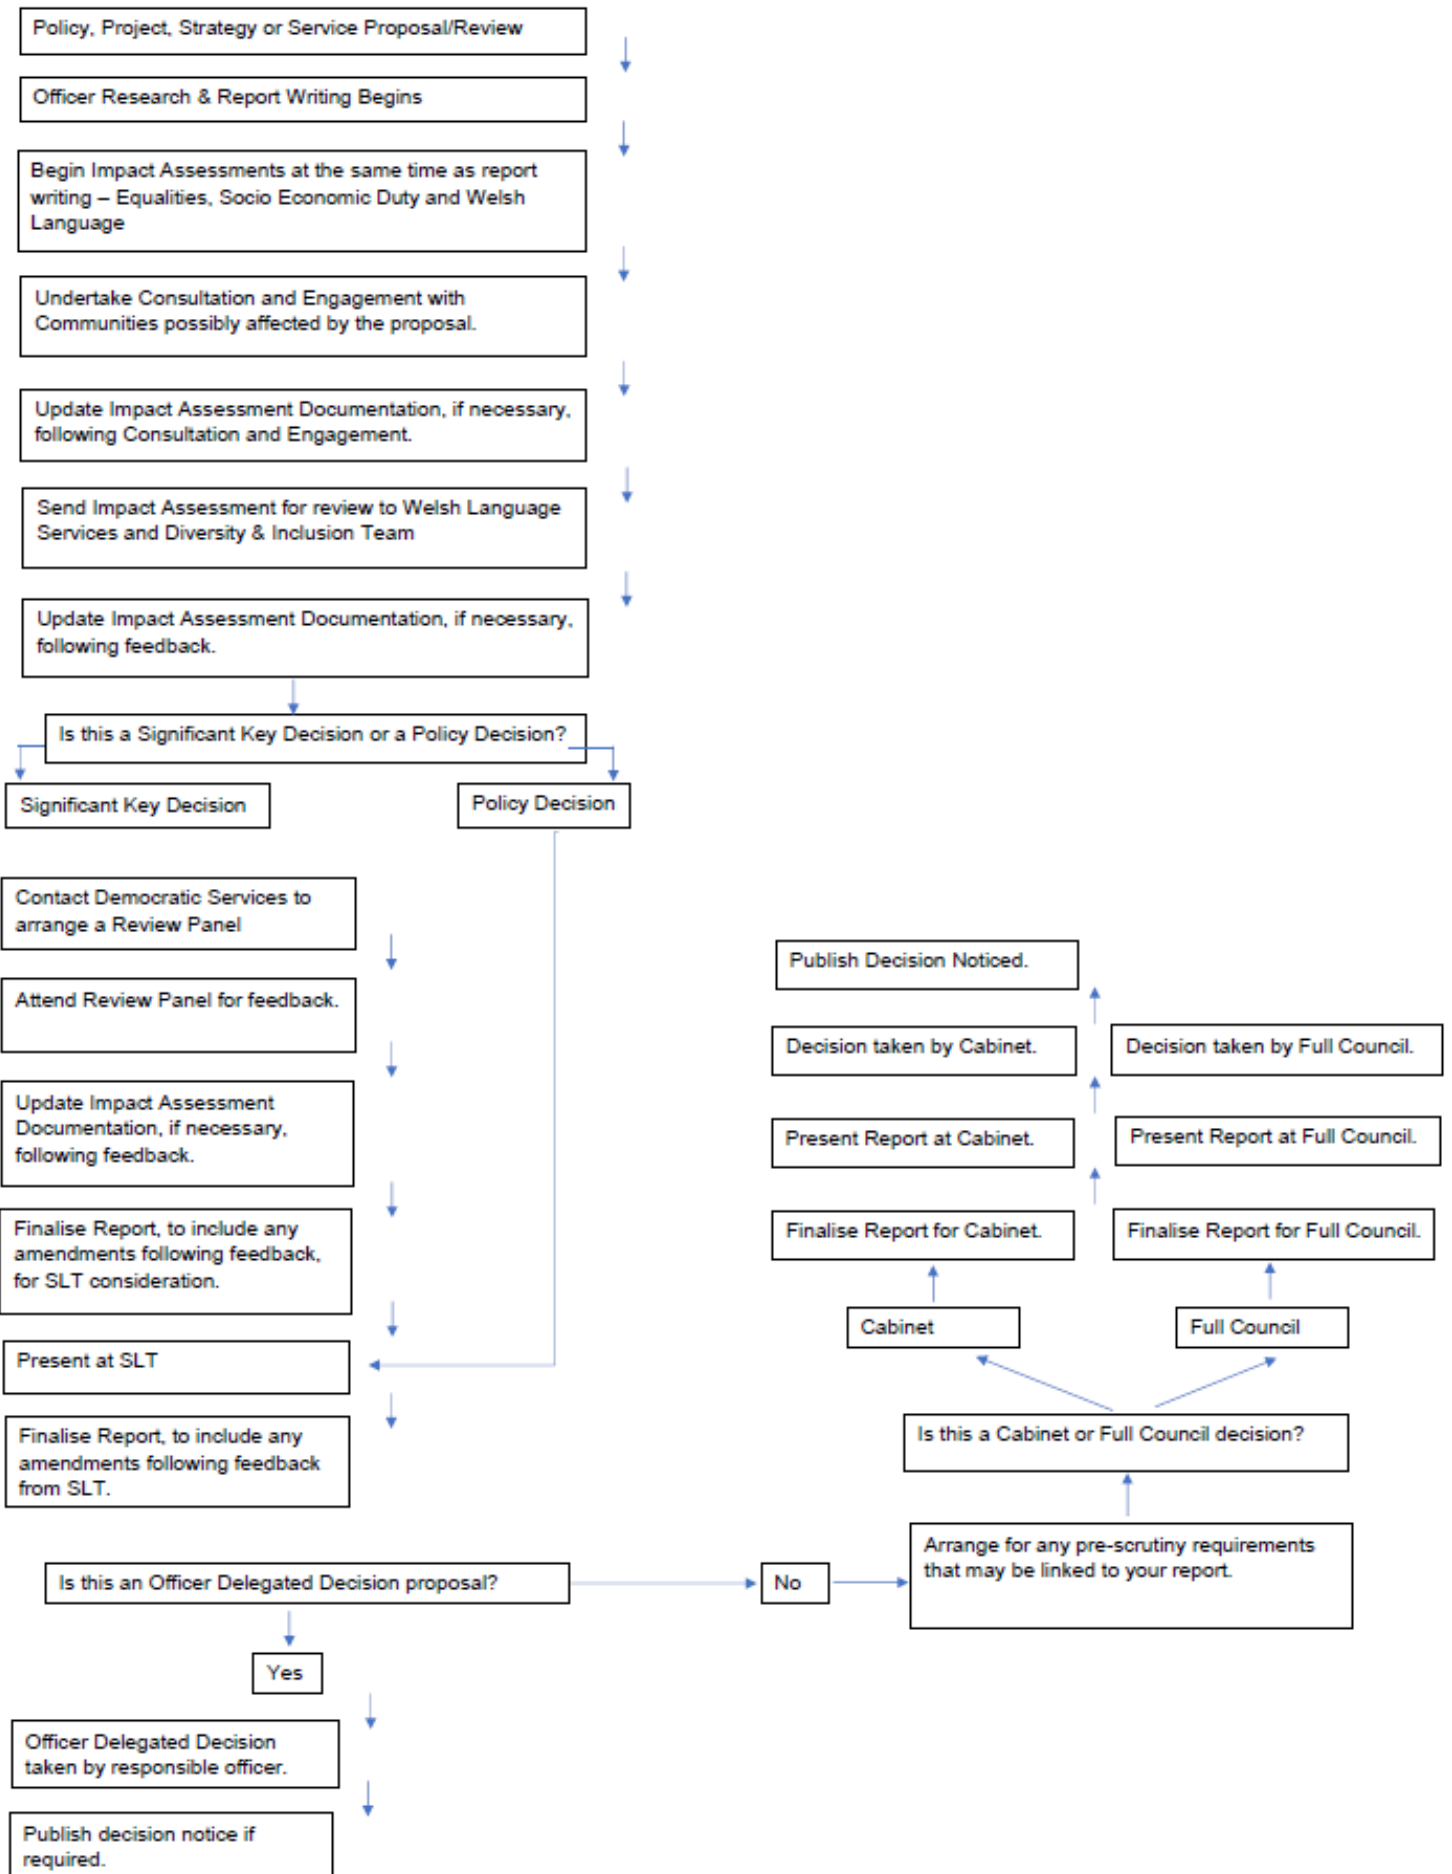 Policy, Project, Strategy or Service Proposal/Review
Officer Research & Report Writing Begins
Begin Impact Assessments at the same time as report
writing – Equalities, Socio Economic Duty and Welsh
Language
Undertake Consultation and Engagement with
Communities possibly affected by the proposal.
Update Impact Assessment Documentation, if necessary,
following Consultation and Engagement.
Send Impact Assessment for review to Welsh Language
Services and Diversity & Inclusion Team
Update Impact Assessment Documentation, if necessary,
following feedback.
Is this a Significant Key Decision or a Policy Decision?
Significant Key Decision
Policy Decision
Contact Democratic Services to
arrange a Review Panel
Attend Review Panel for feedback.
Update Impact Assessment
Documentation, if necessary,
following feedback.
Finalise Report, to include any
amendments following feedback,
for SLT consideration.
Present at SLT
Finalise Report, to include any
amendments following feedback
from SLT.
Is this an Officer Delegated Decision proposal?
Yes
Officer Delegated Decision
taken by responsible officer.
Publish decision notice if
required.
No
Arrange for any pre-scrutiny requirements
that may be linked to your report.
Is this a Cabinet or Full Council decision?
Cabinet
Full Council
Finalise Report for Cabinet.
Finalise Report for Full Council.
Present Report at Cabinet.
Present Report at Full Council.
Decision taken by Cabinet.
Decision taken by Full Council.
Publish Decision Noticed.